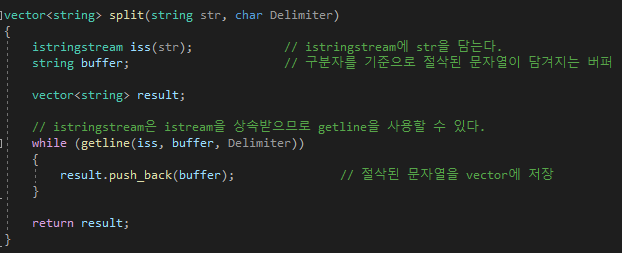 vector<string> split(string str, char Delimiter)
{
istringstream iss(str); // istringstream에 str을 담는다.
string buffer; // 구분자를 기준으로 절삭된 문자열이 담겨지는 버퍼
vector<string> result;
// istringstream은 istream을 상속받으므로 getline을 사용할 수 있다.
while (getline(iss, buffer, Delimiter))
{
result.push_back(buffer); // 절삭된 문자열을 vector에 저장
}
return result;
}